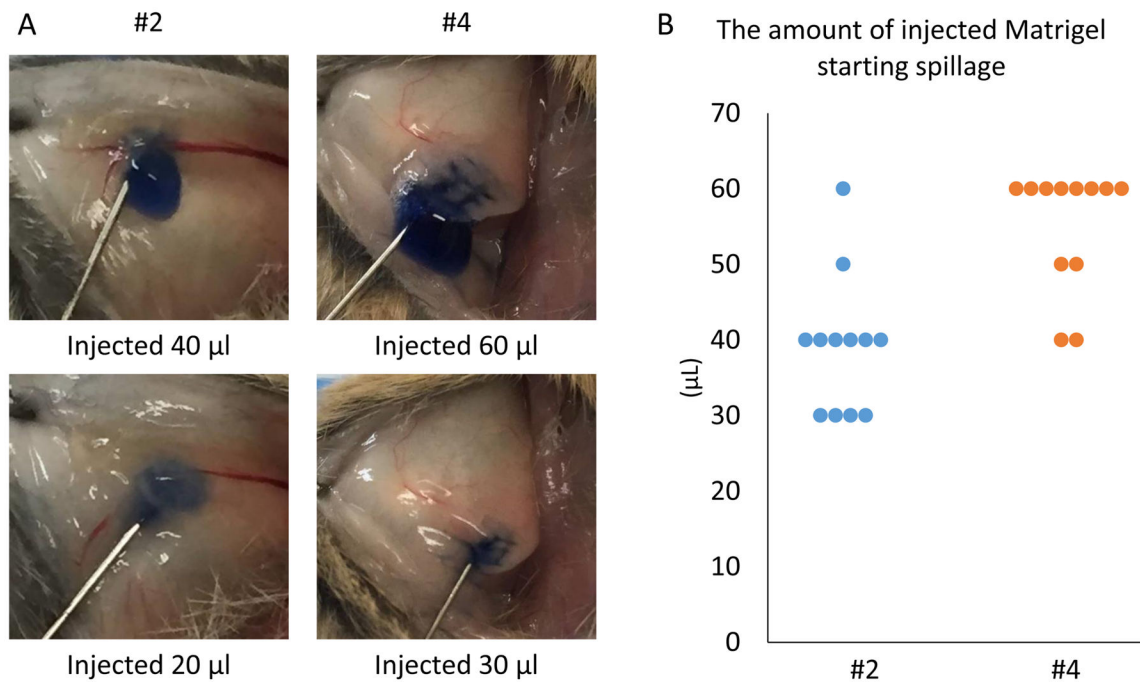 A
#2
#4
Injected 40 µl
Injected 60 µl
Injected 20 µl
Injected 30 µl
B
The amount of injected Matrigel
starting spillage
(µL)
70
60
50
40
30
20
10
0
#2
#4